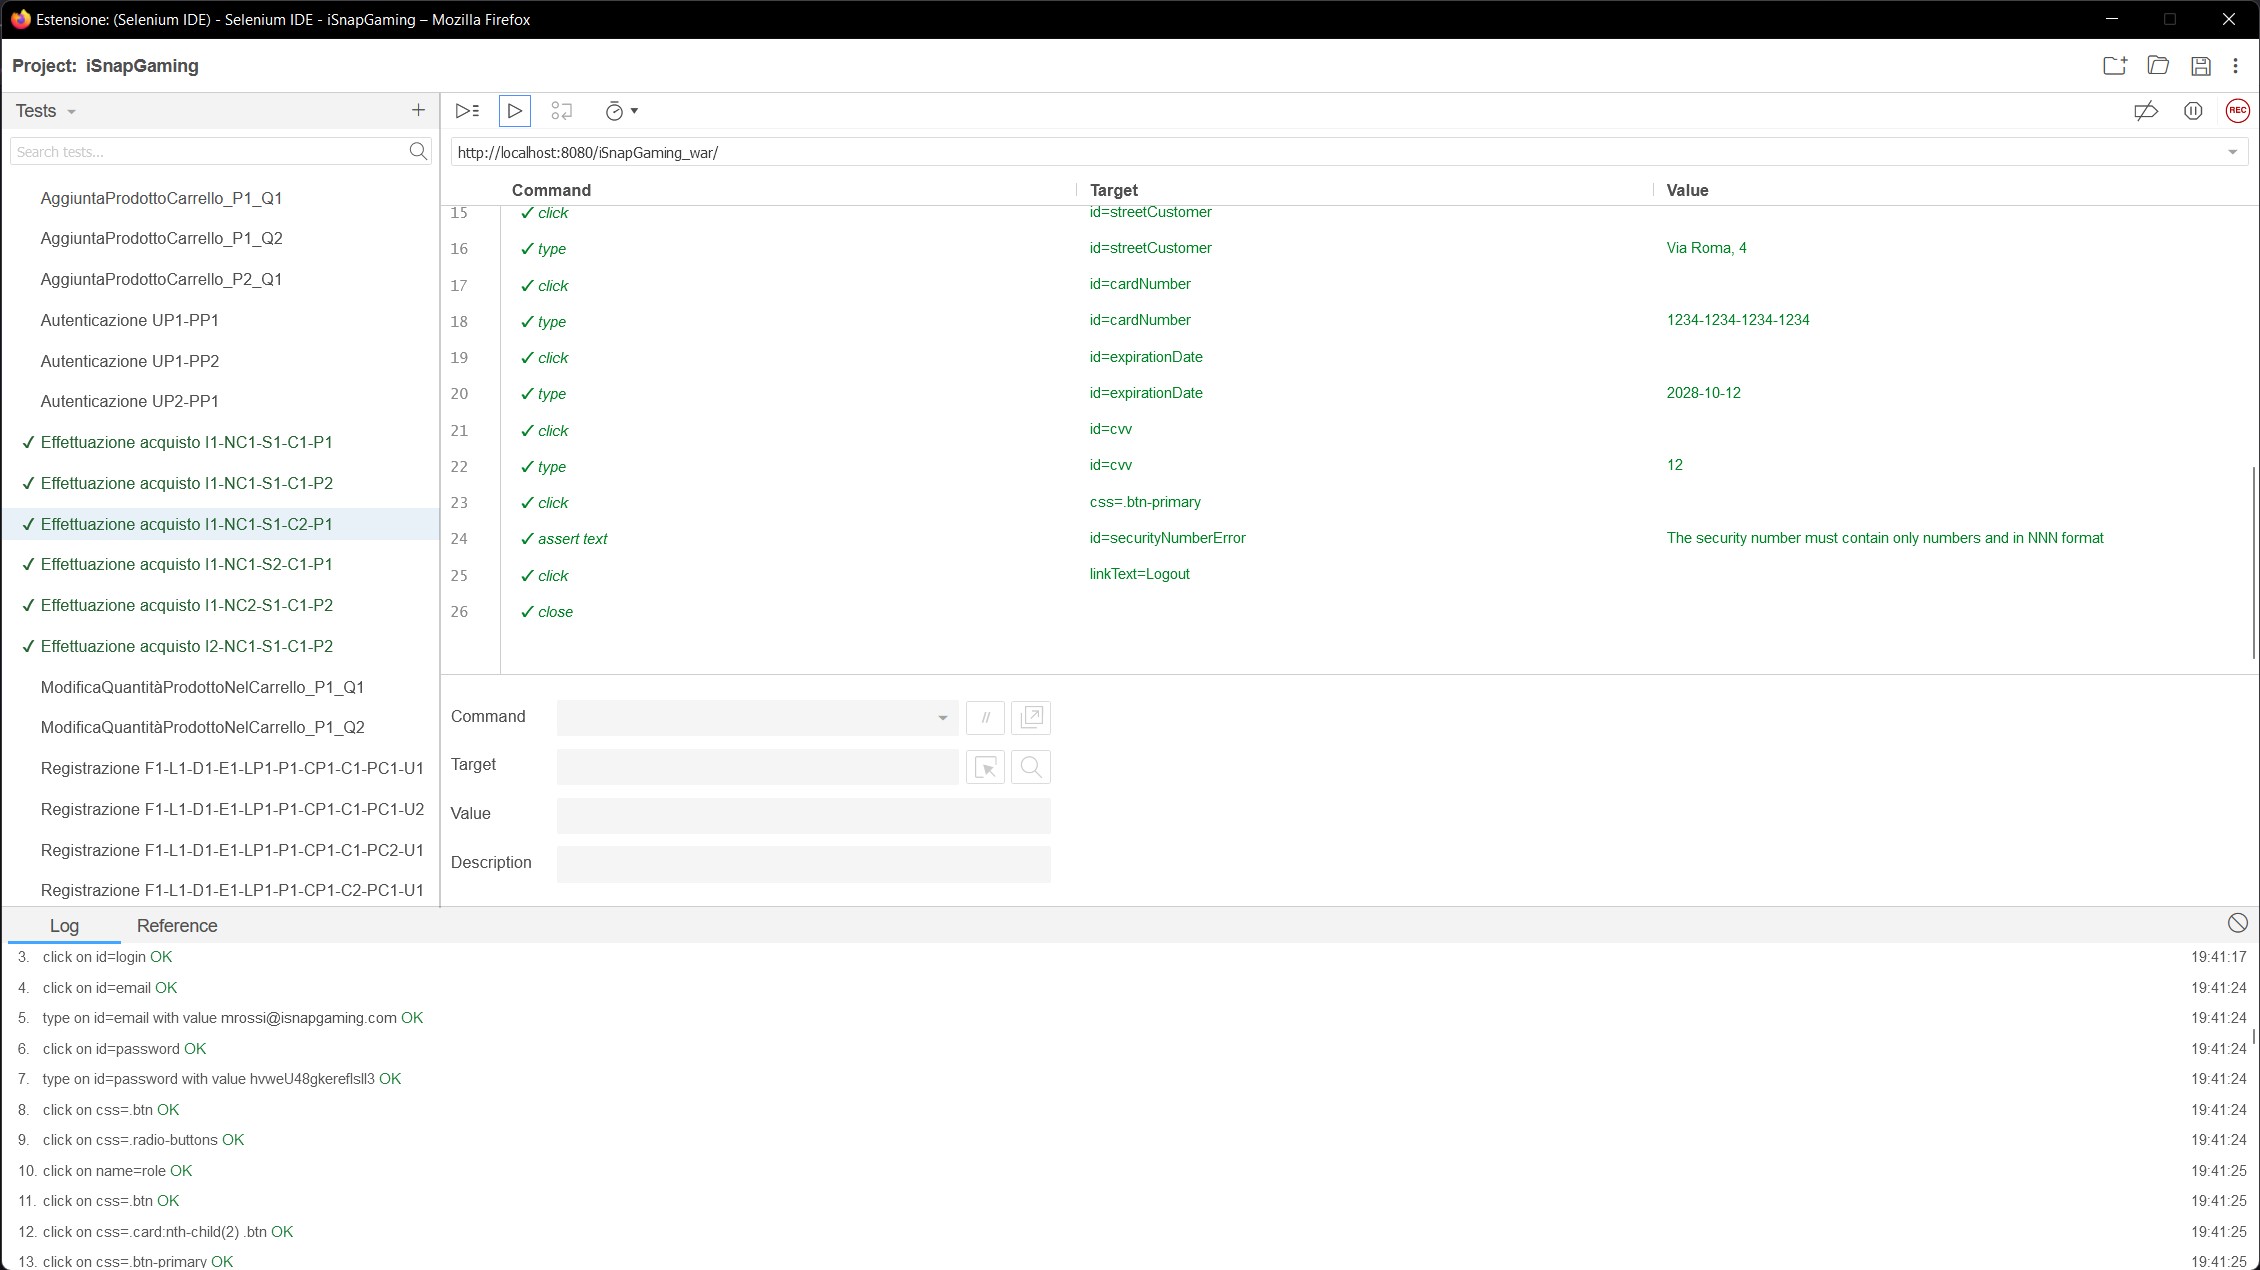 Estensione: (Selenium IDE) - Selenium IDE - iSnapGaming – Mozilla Firefox
Project: iSnapGaming
Tests
Search tests...
AggiuntaProdottoCarrello_P1_Q1
AggiuntaProdottoCarrello_P1_Q2
AggiuntaProdottoCarrello_P2_Q1
Autenticazione UP1-PP1
Autenticazione UP1-PP2
Autenticazione UP2-PP1
✓ Effettuazione acquisto I1-NC1-S1-C1-P1
✓ Effettuazione acquisto I1-NC1-S1-C1-P2
✓ Effettuazione acquisto I1-NC1-S1-C2-P1
✓ Effettuazione acquisto I1-NC1-S2-C1-P1
✓ Effettuazione acquisto I1-NC2-S1-C1-P2
✓ Effettuazione acquisto I2-NC1-S1-C1-P2
ModificaQuantitàProdottoNelCarrello_P1_Q1
ModificaQuantitàProdottoNelCarrello_P1_Q2
Registrazione F1-L1-D1-E1-LP1-P1-CP1-C1-PC1-U1
Registrazione F1-L1-D1-E1-LP1-P1-CP1-C1-PC1-U2
Registrazione F1-L1-D1-E1-LP1-P1-CP1-C1-PC2-U1
Registrazione F1-L1-D1-E1-LP1-P1-CP1-C2-PC1-U1
REC
http://localhost:8080/iSnapGaming_war/
Command Target Value
15 ✓ click id=streetCustomer
16 ✓ type id=streetCustomer Via Roma, 4
17 ✓ click id=cardNumber
18 ✓ type id=cardNumber 1234-1234-1234-1234
19 ✓ click id=expirationDate
20 ✓ type id=expirationDate 2028-10-12
21 ✓ click id=cvv
22 ✓ type id=cvv 12
23 ✓ click css=.btn-primary
24 ✓ assert text id=securityNumberError The security number must contain only numbers and in NNN format
25 ✓ click linkText=Logout
26 ✓ close
Command //
Target
Value
Description
Log Reference
3. click on id=login OK 19:41:17
4. click on id=email OK 19:41:24
5. type on id=email with value mrossi@isnapgaming.com OK 19:41:24
6. click on id=password OK 19:41:24
7. type on id=password with value hvweU48gkereflsll3 OK 19:41:24
8. click on css=.btn OK 19:41:24
9. click on css=.radio-buttons OK 19:41:24
10. click on name=role OK 19:41:25
11. click on css=.btn OK 19:41:25
12. click on css=.card:nth-child(2) .btn OK 19:41:25
13. click on css=.btn-primary OK 19:41:25